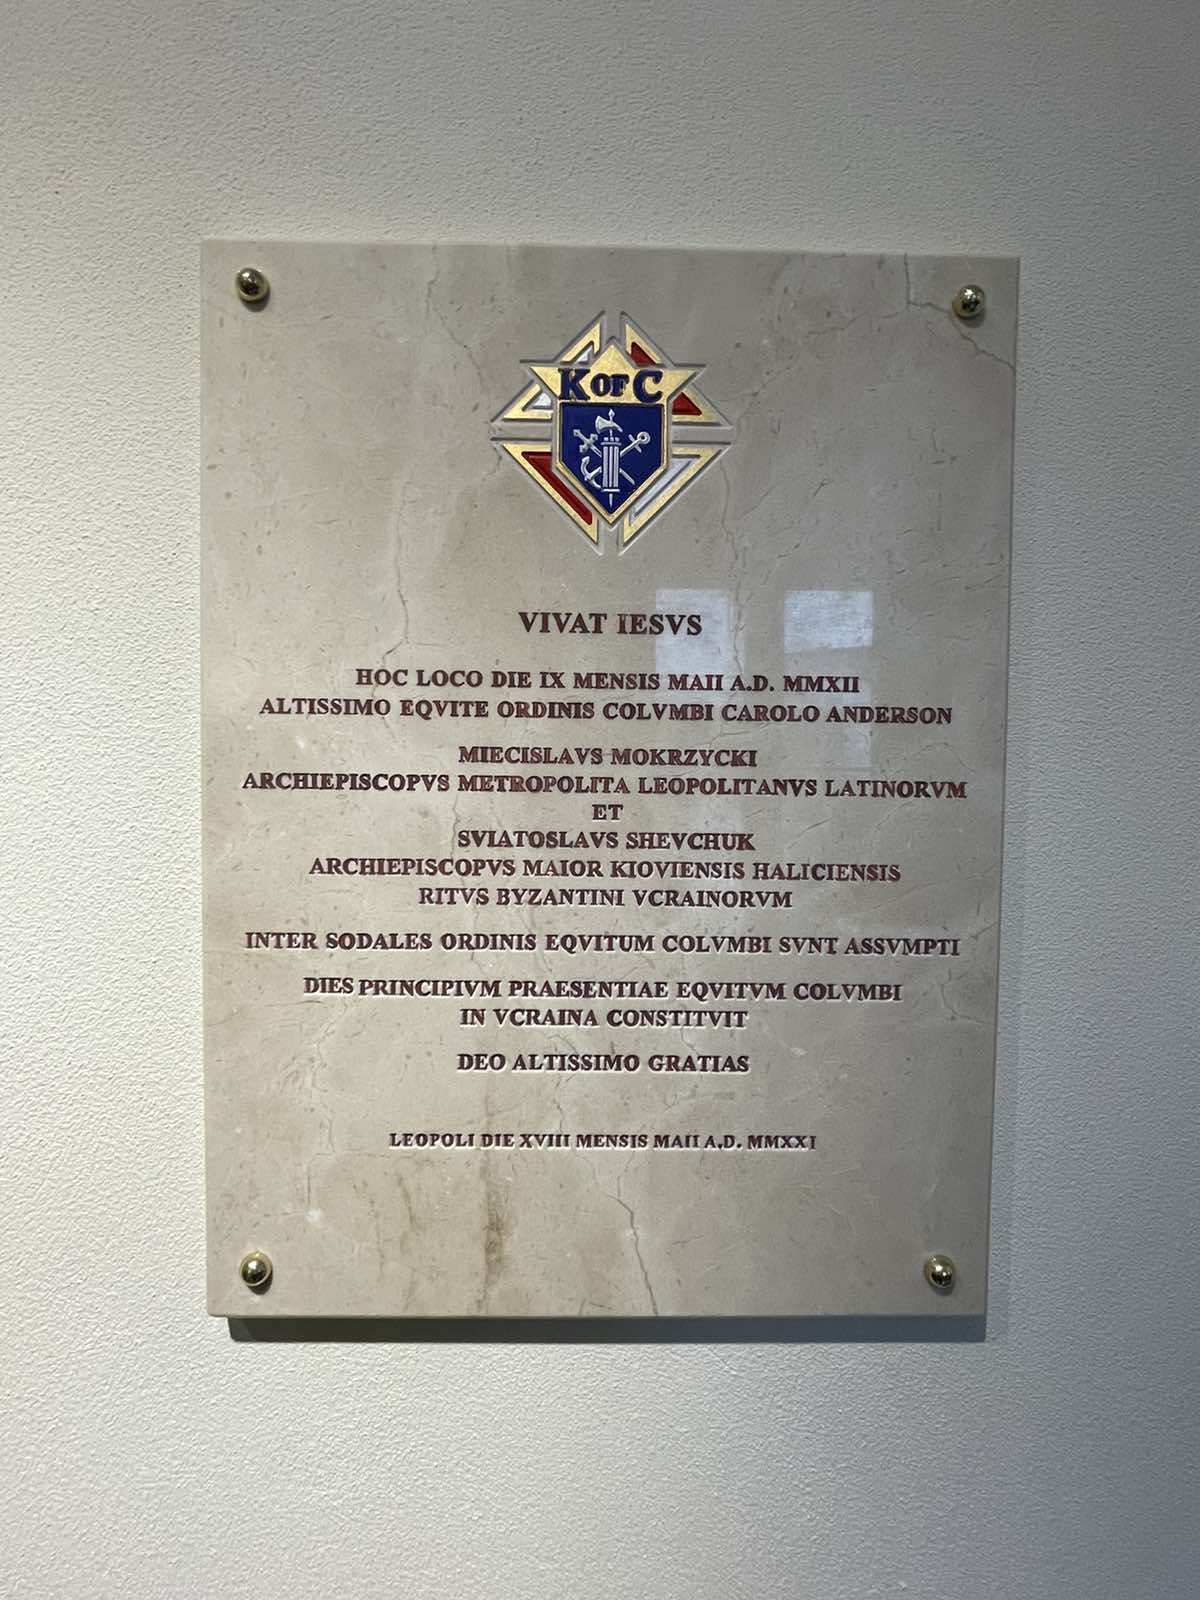 K OF C
VIVAT IESVS
HOC LOCO DIE IX MENSIS MAII A.D. MMXII
ALTISSIMO EQVITE ORDINIS COLVMBI CAROLO ANDERSON
MIECISLAVS MOKRZYCKI
ARCHIEPISCOPVS METROPOLITA LEOPOLITANVS LATINORVM
ET
SVIATOSLAVS SHEVCHUK
ARCHIEPISCOPVS MAIOR KIOVIENSIS HALICIENSIS
RITVS BYZANTINI VCRAINORVM
INTER SODALES ORDINIS EQVITUM COLVMBI SVNT ASSVMPTI
DIES PRINCIPIVM PRAESENTIAE EQVITVM COLVMBI
IN VCRAINA CONSTITVIT
DEO ALTISSIMO GRATIAS
LEOPOLI DIE XVIII MENSIS MAII A.D. MMXXI